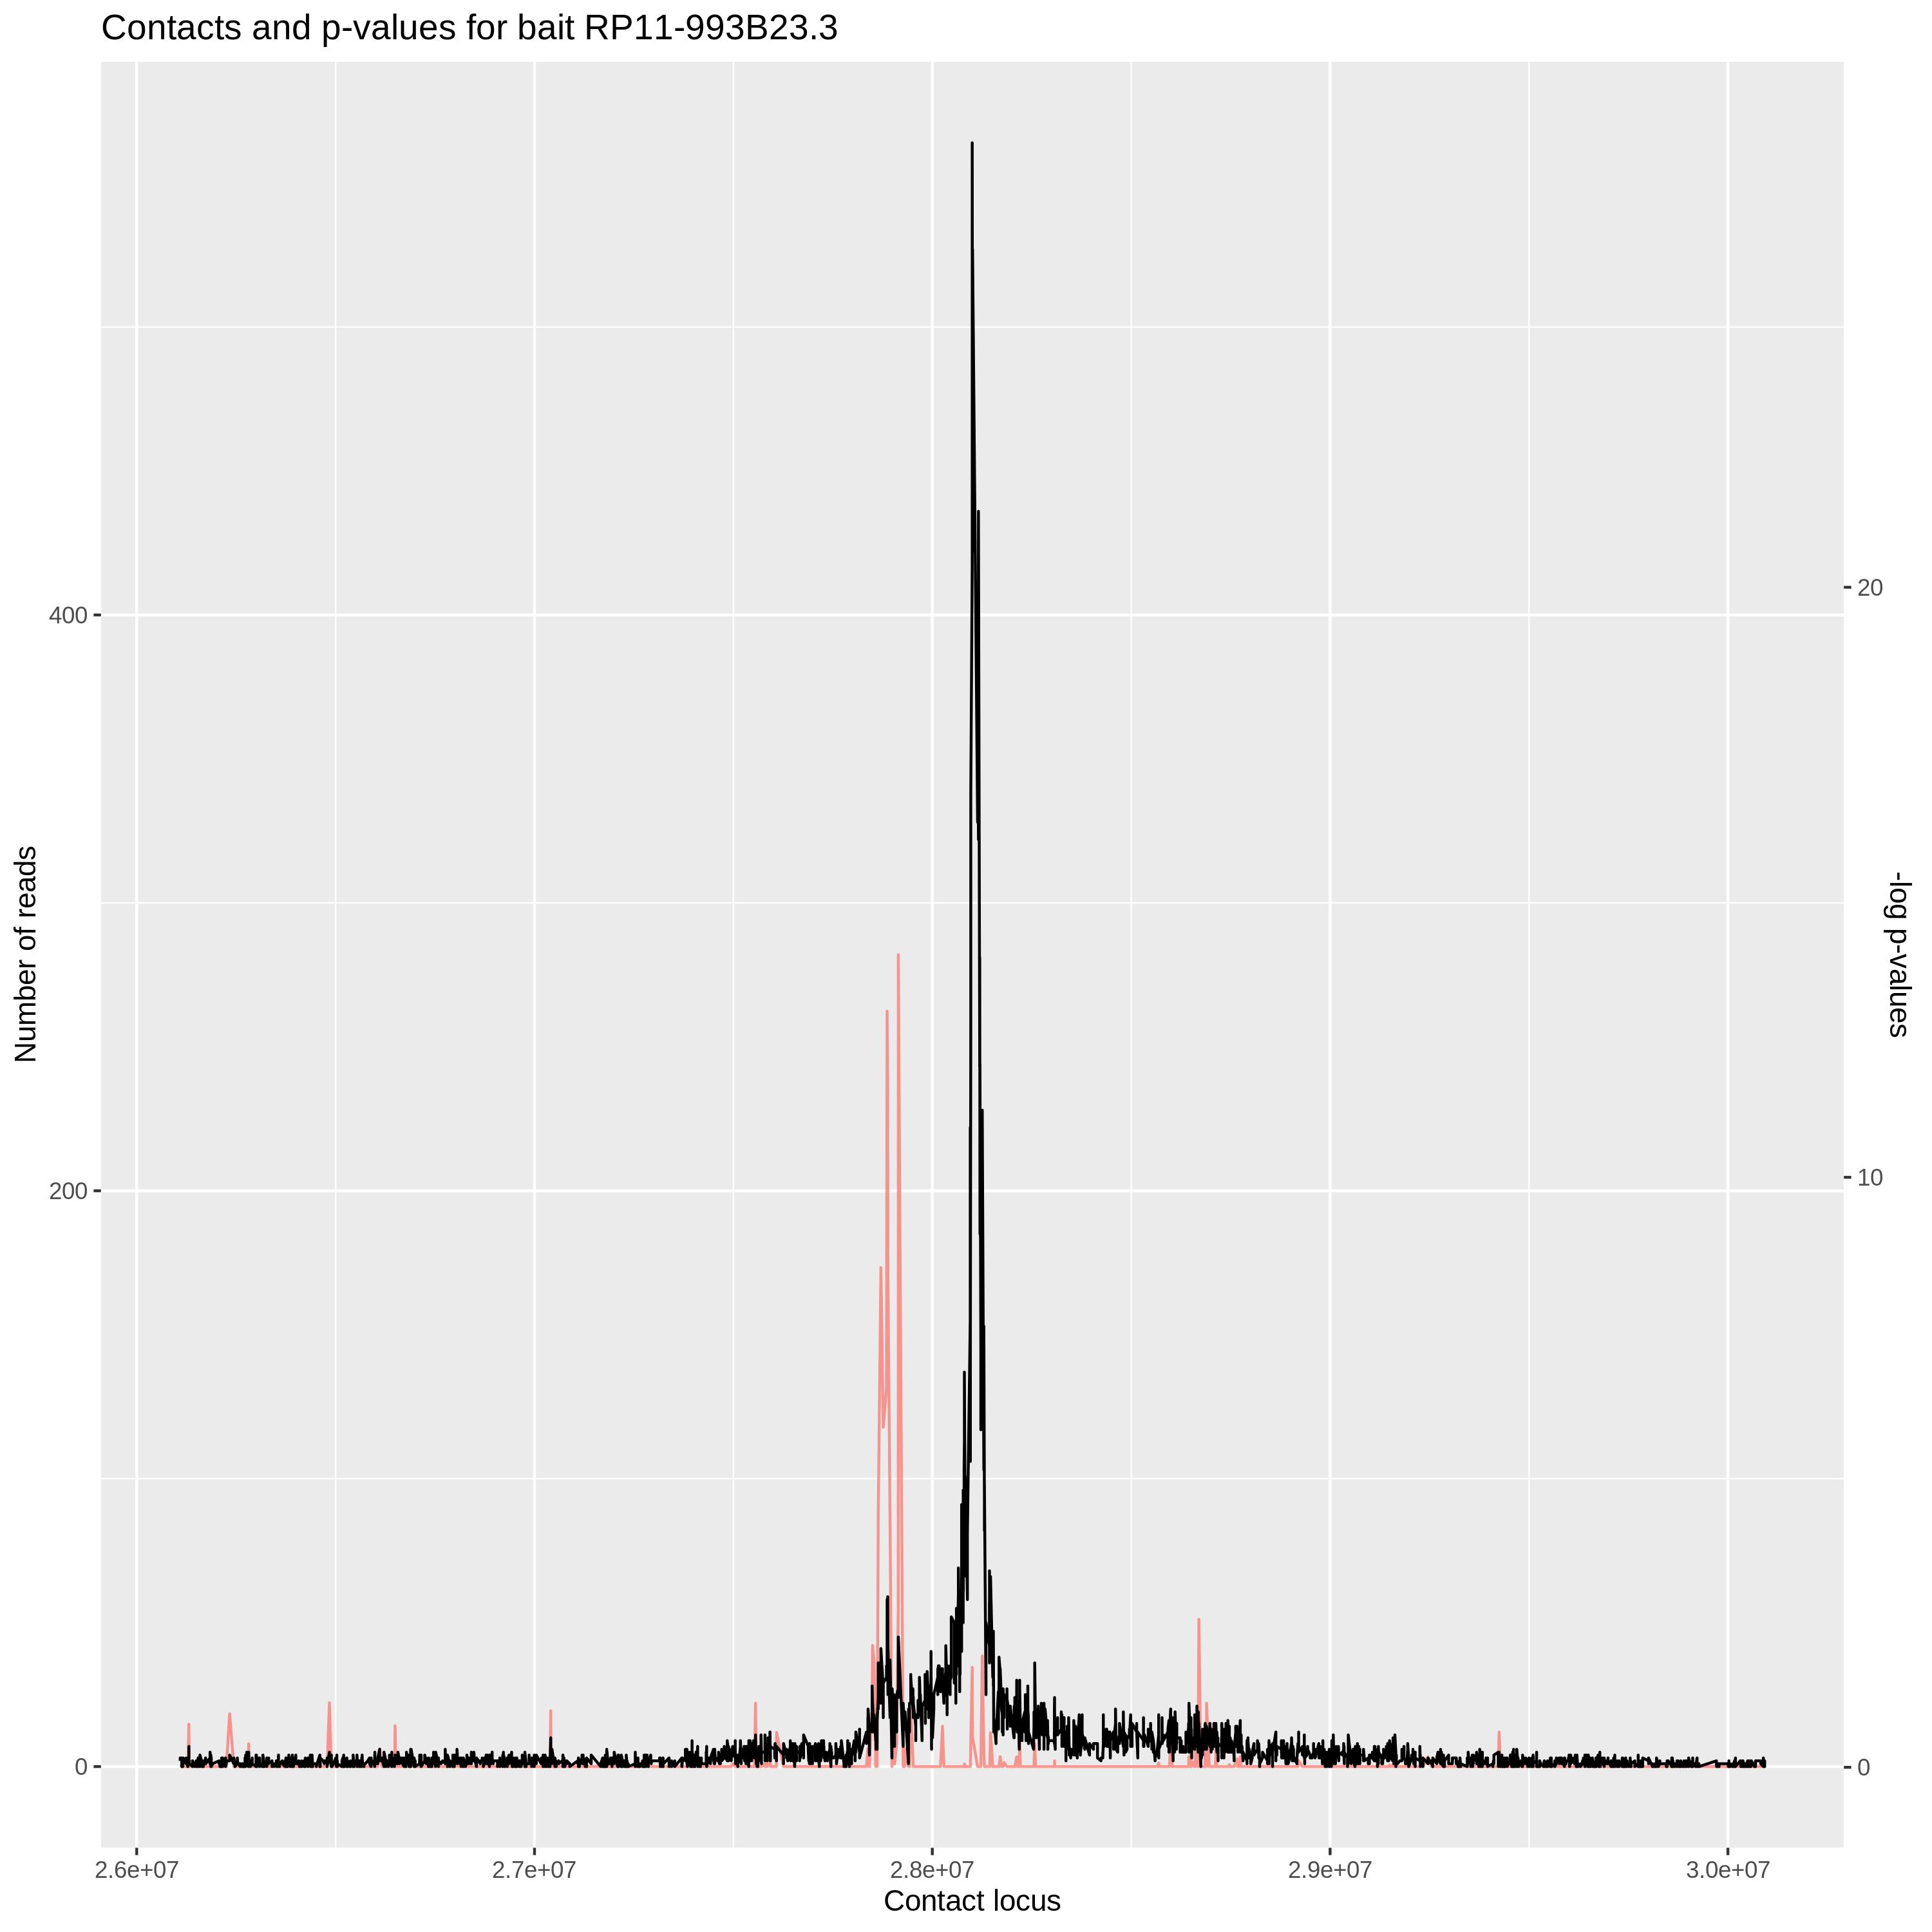 Contacts and p-values for bait RP11-993B23.3
Number of reads
400
200
0
20
10
0
-log p-values
2.6e+07
2.7e+07
2.8e+07
2.9e+07
3.0e+07
Contact locus